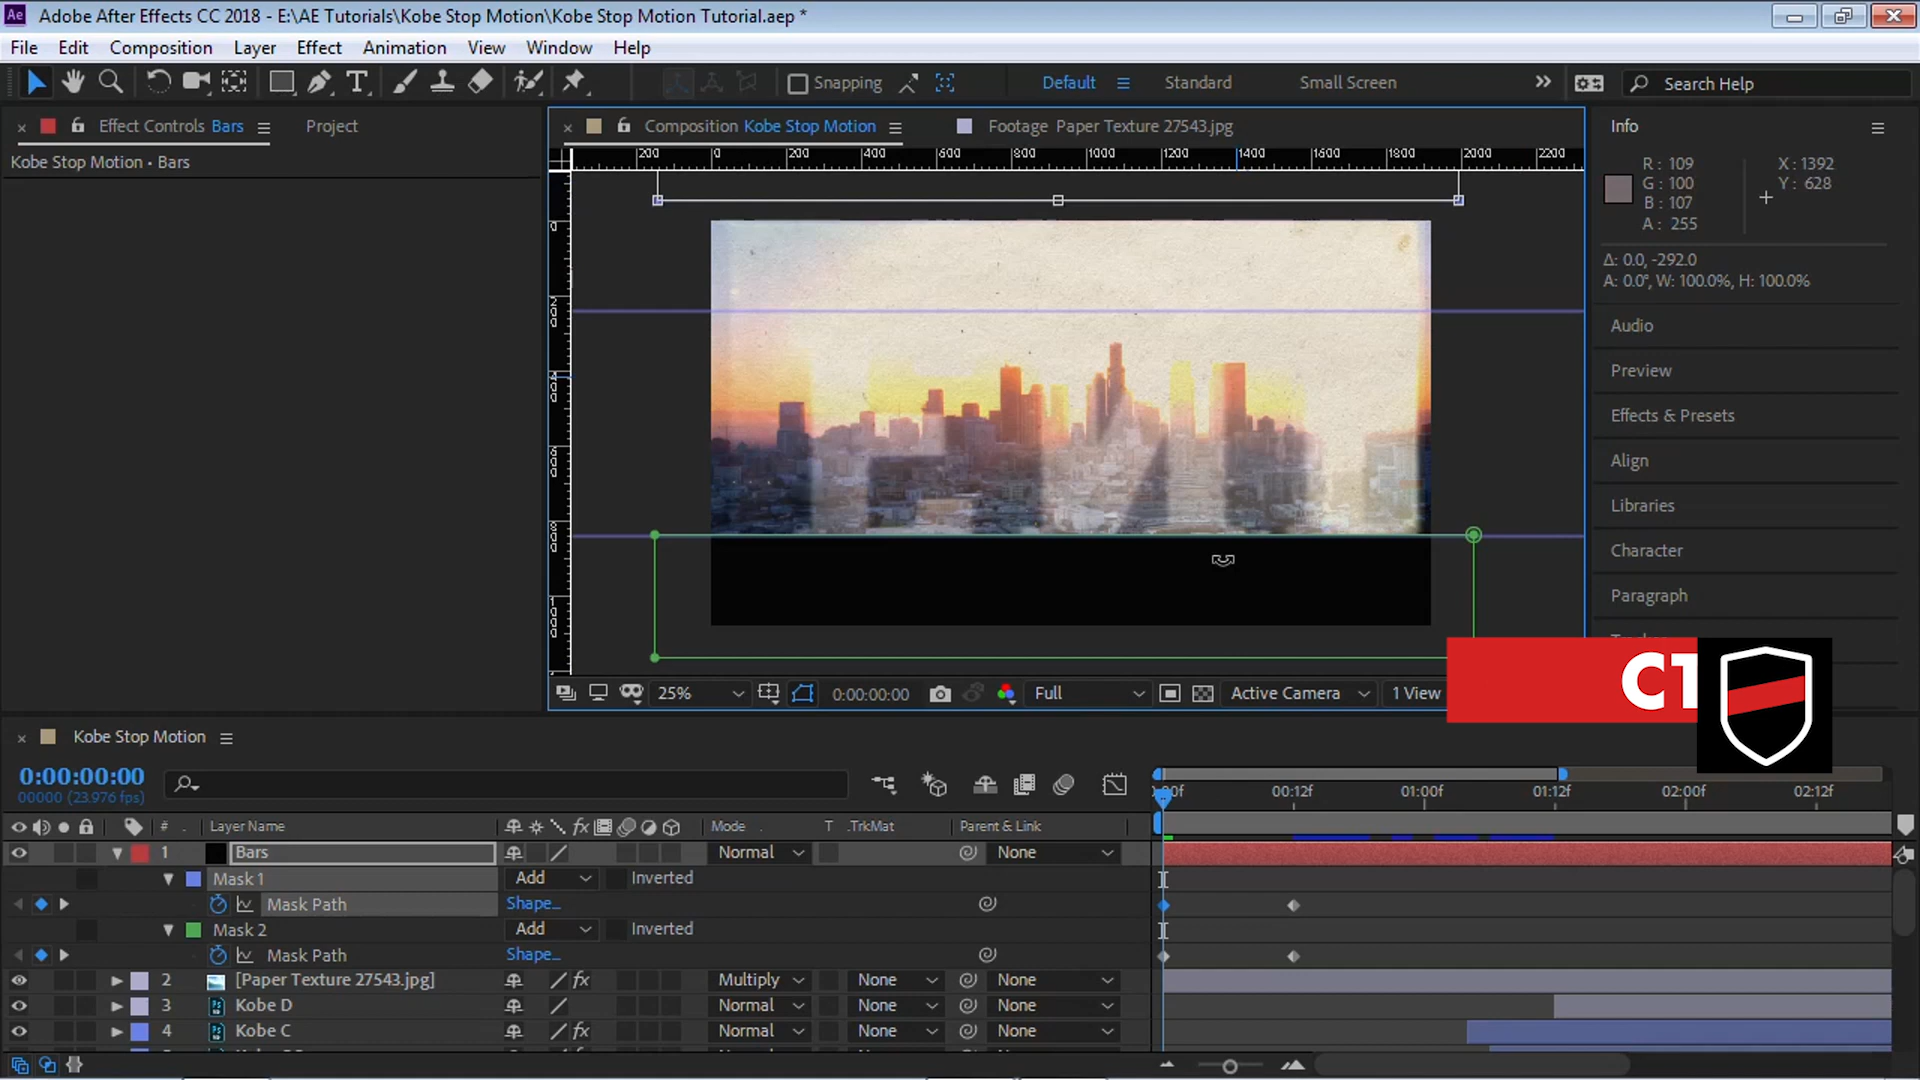 Ae Adobe After Effects CC 2018 - E:\AE Tutorials\Kobe Stop Motion\Kobe Stop Motion Tutorial.aep *
File Edit Composition Layer Effect Animation View Window Help
Snapping Default Standard Small Screen Search Help
Effect Controls Bars Project
Composition Kobe Stop Motion Footage Paper Texture 27543.jpg
Info
Kobe Stop Motion • Bars
200 0 200 400 600 800 1000 1200 1400 1600 1800 2000 2200
R : 109 X : 1392
G : 100 Y : 628
B : 107
A : 255
Δ: 0.0, -292.0
A: 0.0°, W: 100.0%, H: 100.0%
Audio
Preview
Effects & Presets
Align
Libraries
Character
Paragraph
CT
25% 0:00:00:00 Full Active Camera 1 View
Kobe Stop Motion
0:00:00:00
00000 (23.976 fps)
00:12f 01:00f 01:12f 02:00f 02:12f
# Layer Name Mode T .TrkMat Parent & Link
1 Bars Normal None
Mask 1 Add Inverted
Mask Path Shape...
Mask 2 Add Inverted
Mask Path Shape...
2 [Paper Texture 27543.jpg] fx Multiply None None
3 Kobe D Normal None None
4 Kobe C fx Normal None None